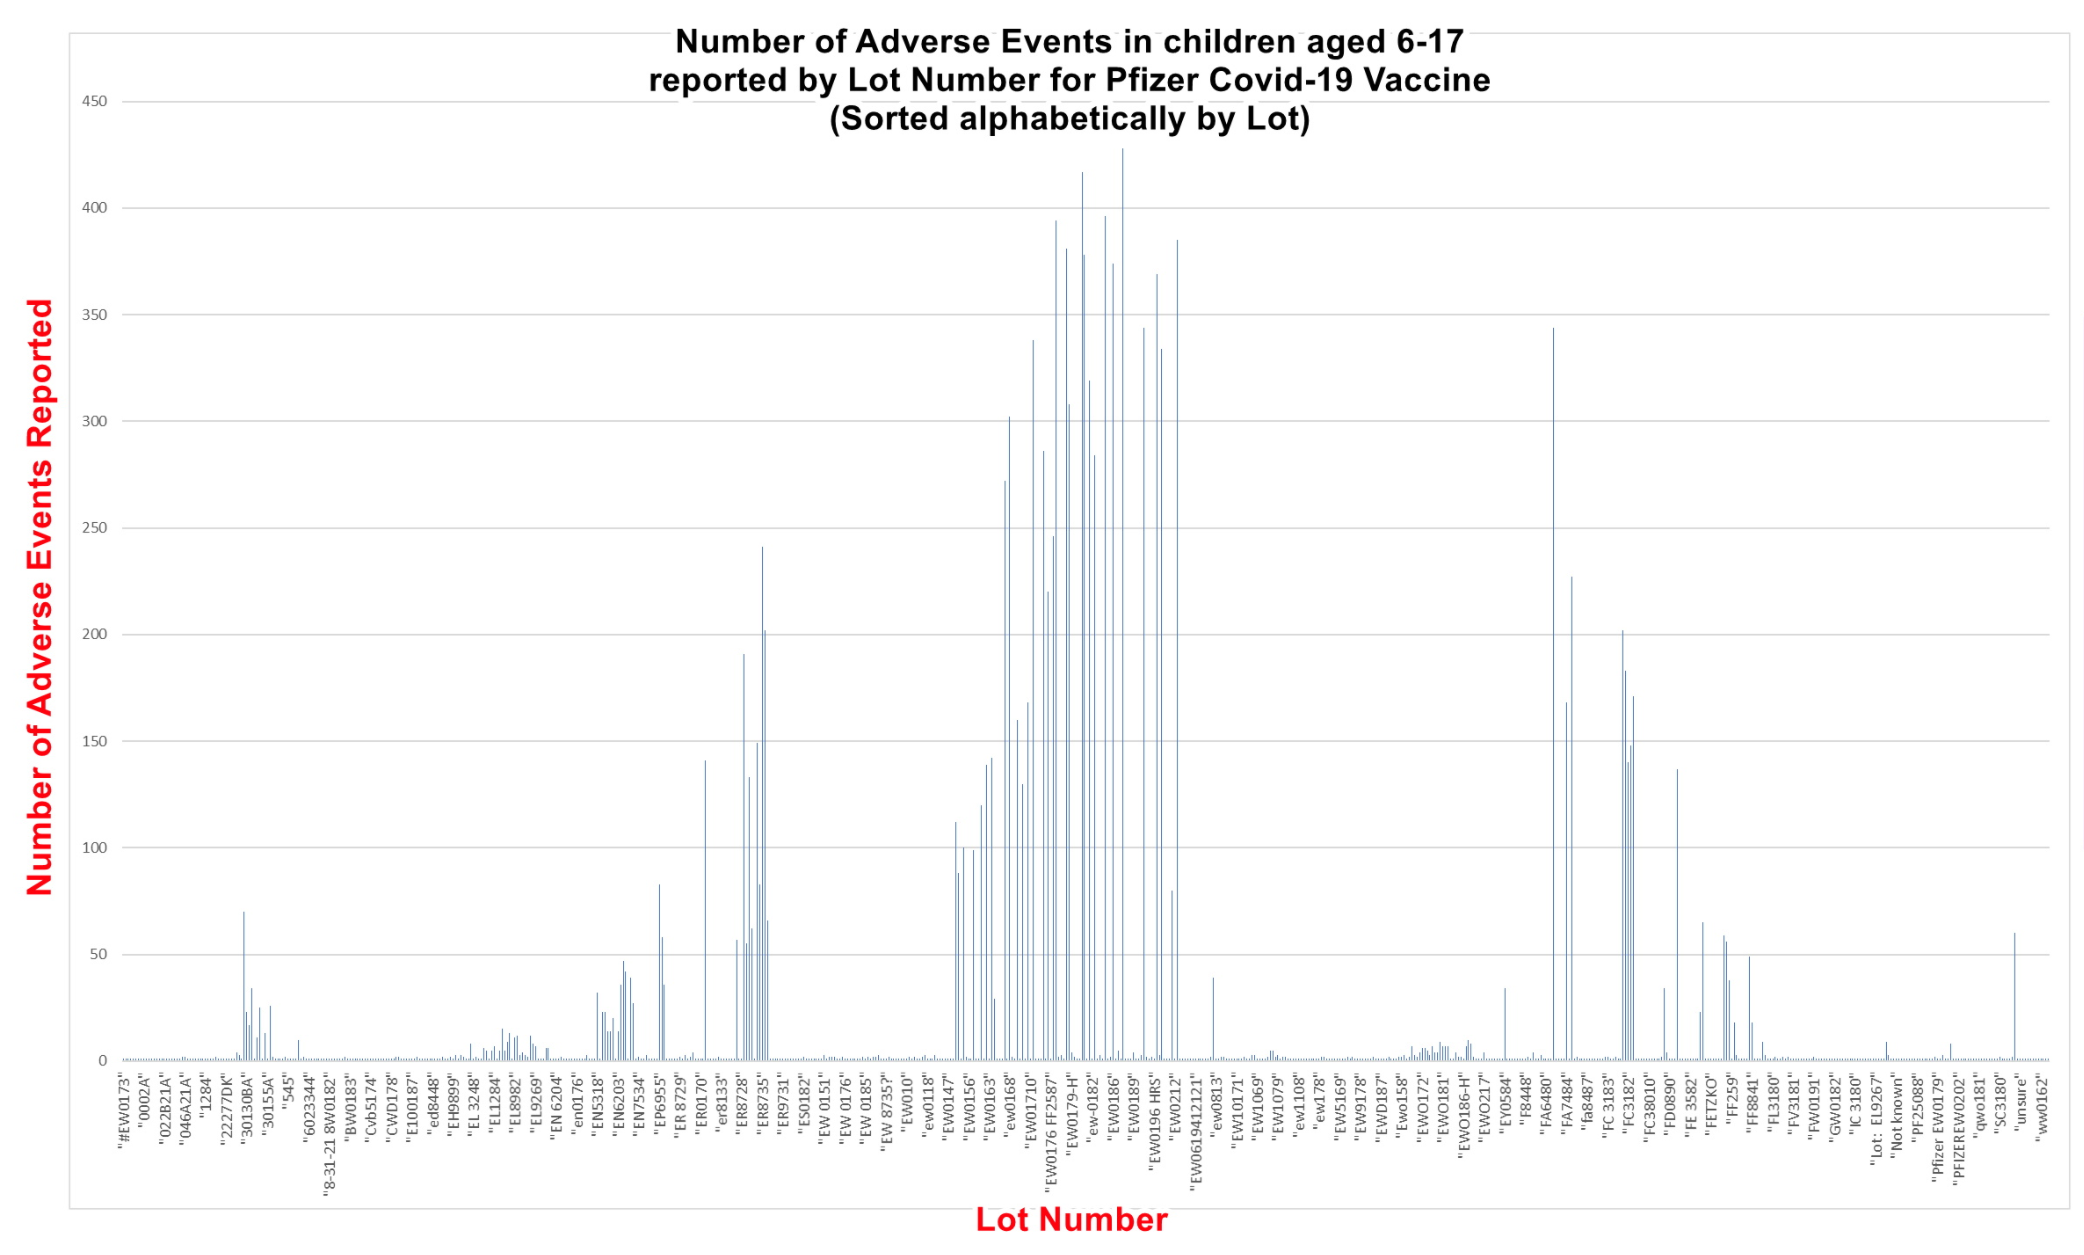 Number of Adverse Events in children aged 6-17
reported by Lot Number for Pfizer Covid-19 Vaccine
(Sorted alphabetically by Lot)
Number of Adverse Events Reported
450
400
350
300
250
200
150
100
50
0
"#EW0173"
"0002A"
"022B21A"
"046A21A"
"1284"
"22277DK"
"30130BA"
"30155A"
"545"
"6023344"
"8-31-21 8W0182"
"BW0183"
"Cvb5174"
"CWD178"
"E100187"
"ed8448"
"EH9899"
"EL 3248"
"EL1284"
"EL8982"
"EL9269"
"EN 6204"
"en0176"
"EN5318"
"EN6203"
"EN7534"
"EP6955"
"ER 8729"
"ER0170"
"er8133"
"ER8728"
"ER8735"
"ER9731"
"ES0182"
"EW 0151"
"EW 0176"
"EW 0185"
"EW 8735?"
"EW010"
"ew0118"
"EW0147"
"EW0156"
"EW0163"
"ew0168"
"EW01710"
"EW0176 FF2587"
"EW0179-H"
"ew-0182"
"EW0186"
"EW0189"
"EW0196 HRS"
"EW0212"
"EW0619412121"
"ew0813"
"EW10171"
"EW1069"
"EW1079"
"ew1108"
"ew178"
"EW5169"
"EW9178"
"EWD187"
"Ewo158"
"EWO172"
"EWO181"
"EWO186-H"
"EWO217"
"EY0584"
"F8448"
"FA6480"
"FA7484"
"fa8487"
"FC 3183"
"FC3182"
"FC38010"
"FD0890"
"FE 3582"
"FETZKO"
"FF259"
"FF8841"
"FL3180"
"FV3181"
"FW0191"
"GW0182"
"IC 3180"
"Lot: EL9267"
"Not known"
"PF25088"
"Pfizer EW0179"
"PFIZEREW0202"
"qwo181"
"SC3180"
"unsure"
"ww0162"
Lot Number